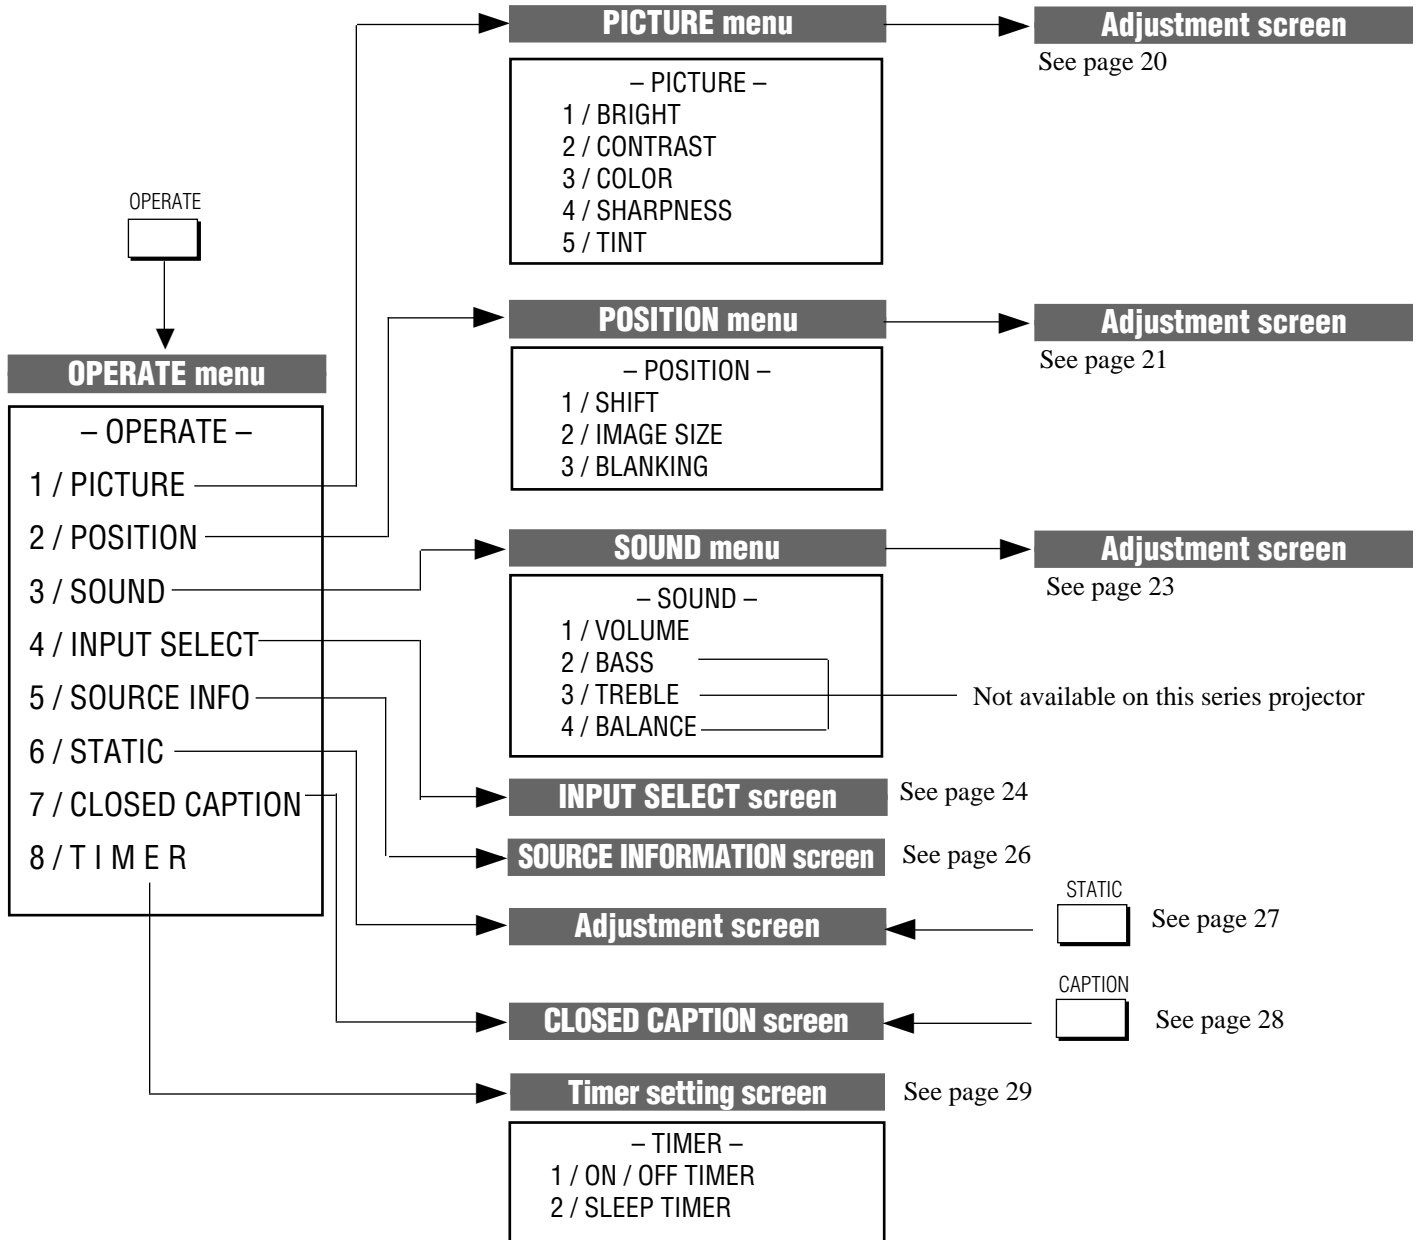 OPERATE
OPERATE menu
– OPERATE –
1 / PICTURE
2 / POSITION
3 / SOUND
4 / INPUT SELECT
5 / SOURCE INFO
6 / STATIC
7 / CLOSED CAPTION
8 / T I M E R
PICTURE menu
– PICTURE –
1 / BRIGHT
2 / CONTRAST
3 / COLOR
4 / SHARPNESS
5 / TINT
Adjustment screen
See page 20
POSITION menu
– POSITION –
1 / SHIFT
2 / IMAGE SIZE
3 / BLANKING
Adjustment screen
See page 21
SOUND menu
– SOUND –
1 / VOLUME
2 / BASS
3 / TREBLE
4 / BALANCE
Not available on this series projector
Adjustment screen
See page 23
INPUT SELECT screen
See page 24
SOURCE INFORMATION screen
See page 26
Adjustment screen
STATIC
See page 27
CLOSED CAPTION screen
CAPTION
See page 28
Timer setting screen
See page 29
– TIMER –
1 / ON / OFF TIMER
2 / SLEEP TIMER